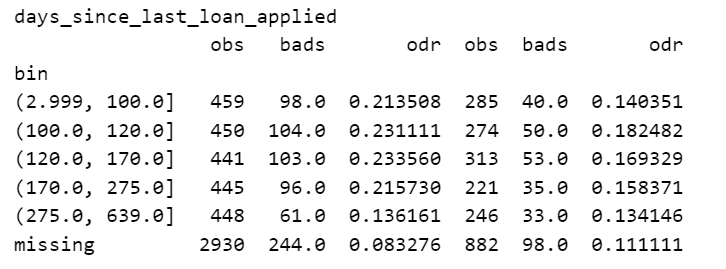 days_since_last_loan_applied
obs bads odr obs bads odr
bin
(2.999, 100.0] 459 98.0 0.213508 285 40.0 0.140351
(100.0, 120.0] 450 104.0 0.231111 274 50.0 0.182482
(120.0, 170.0] 441 103.0 0.233560 313 53.0 0.169329
(170.0, 275.0] 445 96.0 0.215730 221 35.0 0.158371
(275.0, 639.0] 448 61.0 0.136161 246 33.0 0.134146
missing 2930 244.0 0.083276 882 98.0 0.111111